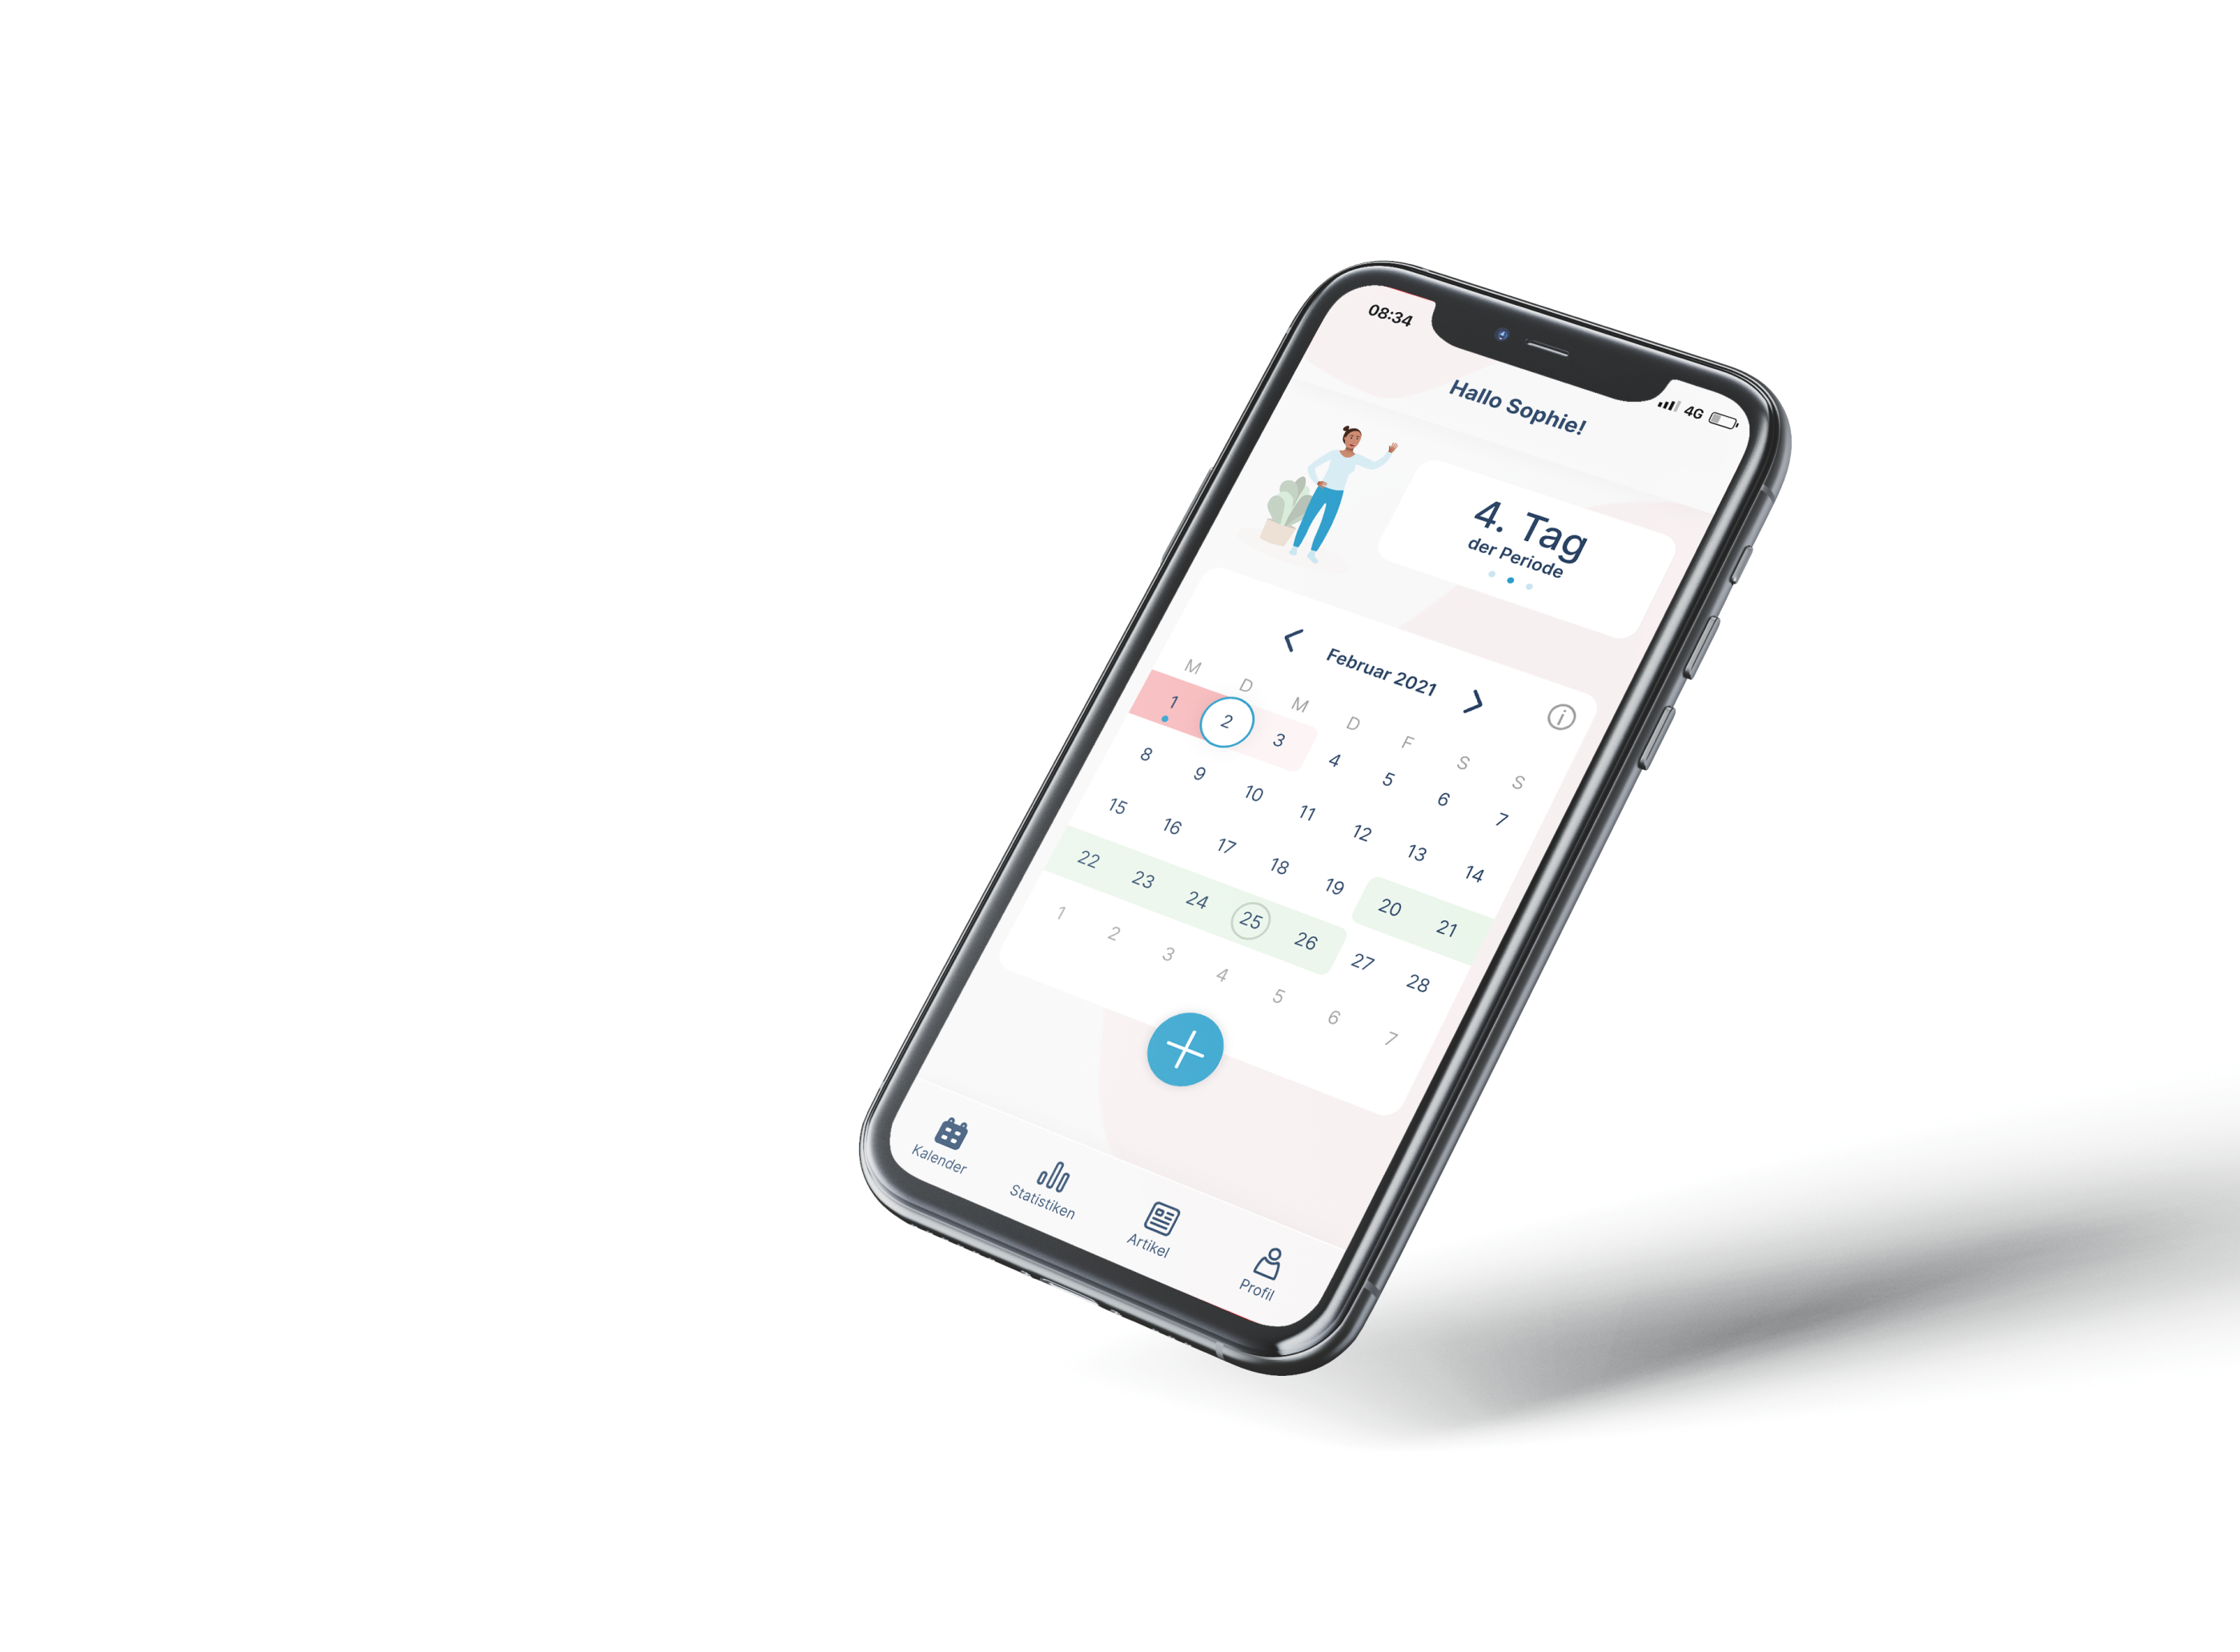 08:34
4G
Hallo Sophie!
4. Tag
der Periode
Februar 2021
M D M D F S S
1 2 3 4 5 6 7
8 9 10 11 12 13 14
15 16 17 18 19 20 21
22 23 24 25 26 27 28
1 2 3 4 5 6 7
Kalender
Statistiken
Artikel
Profil